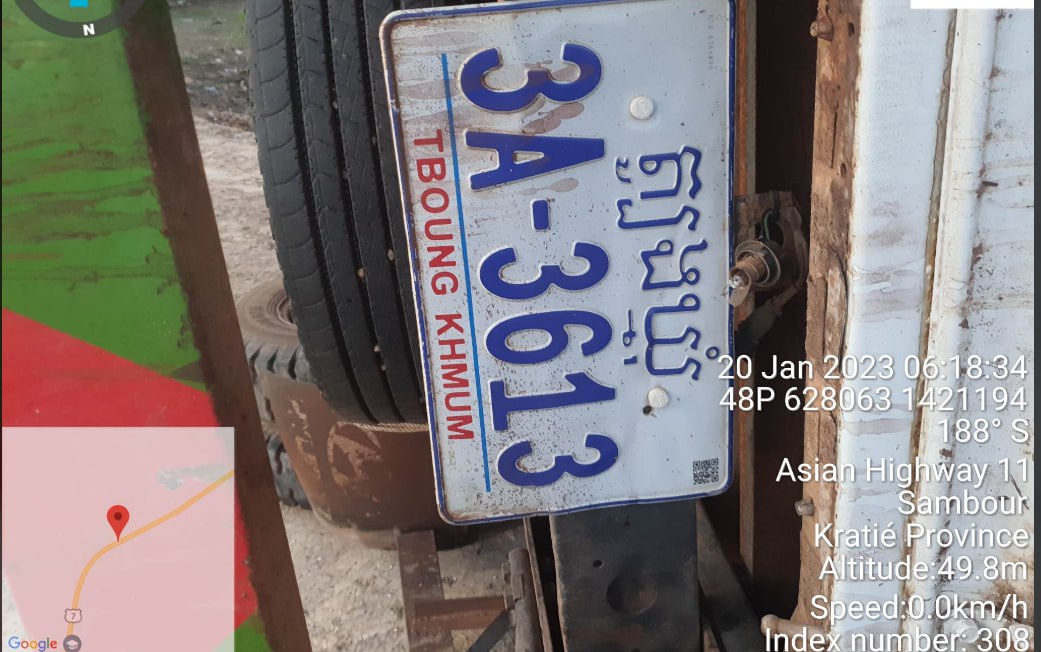 N
ត្បូងឃ្មុំ
3A-3613
TBOUNG KHMUM
20 Jan 2023 06:18:34
48P 628063 1421194
188° S
Asian Highway 11
Sambour
Kratié Province
Altitude:49.8m
Speed:0.0km/h
Index number: 308
7
Google